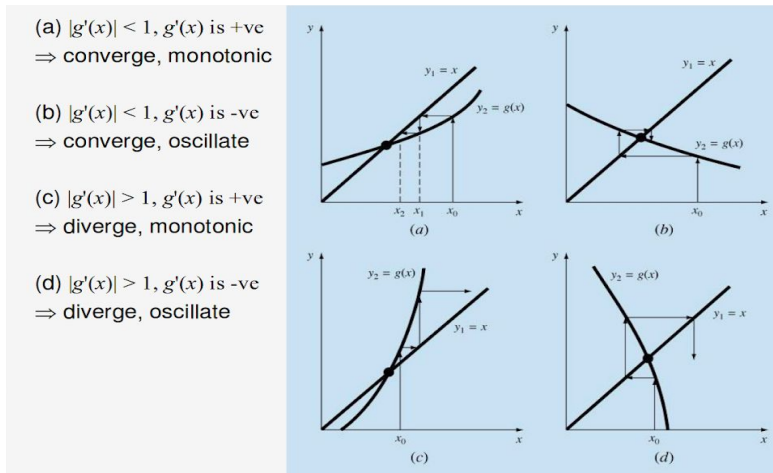 (a) |g'(x)| < 1, g'(x) is +ve
⇒ converge, monotonic
(b) |g'(x)| < 1, g'(x) is -ve
⇒ converge, oscillate
(c) |g'(x)| > 1, g'(x) is +ve
⇒ diverge, monotonic
(d) |g'(x)| > 1, g'(x) is -ve
⇒ diverge, oscillate
y
y₁ = x
y₂ = g(x)
x₂ x₁ x₀ x
(a)
y
y₁ = x
y₂ = g(x)
x₀ x
(b)
y
y₂ = g(x)
y₁ = x
x₀ x
(c)
y
y₂ = g(x)
y₁ = x
x₀ x
(d)